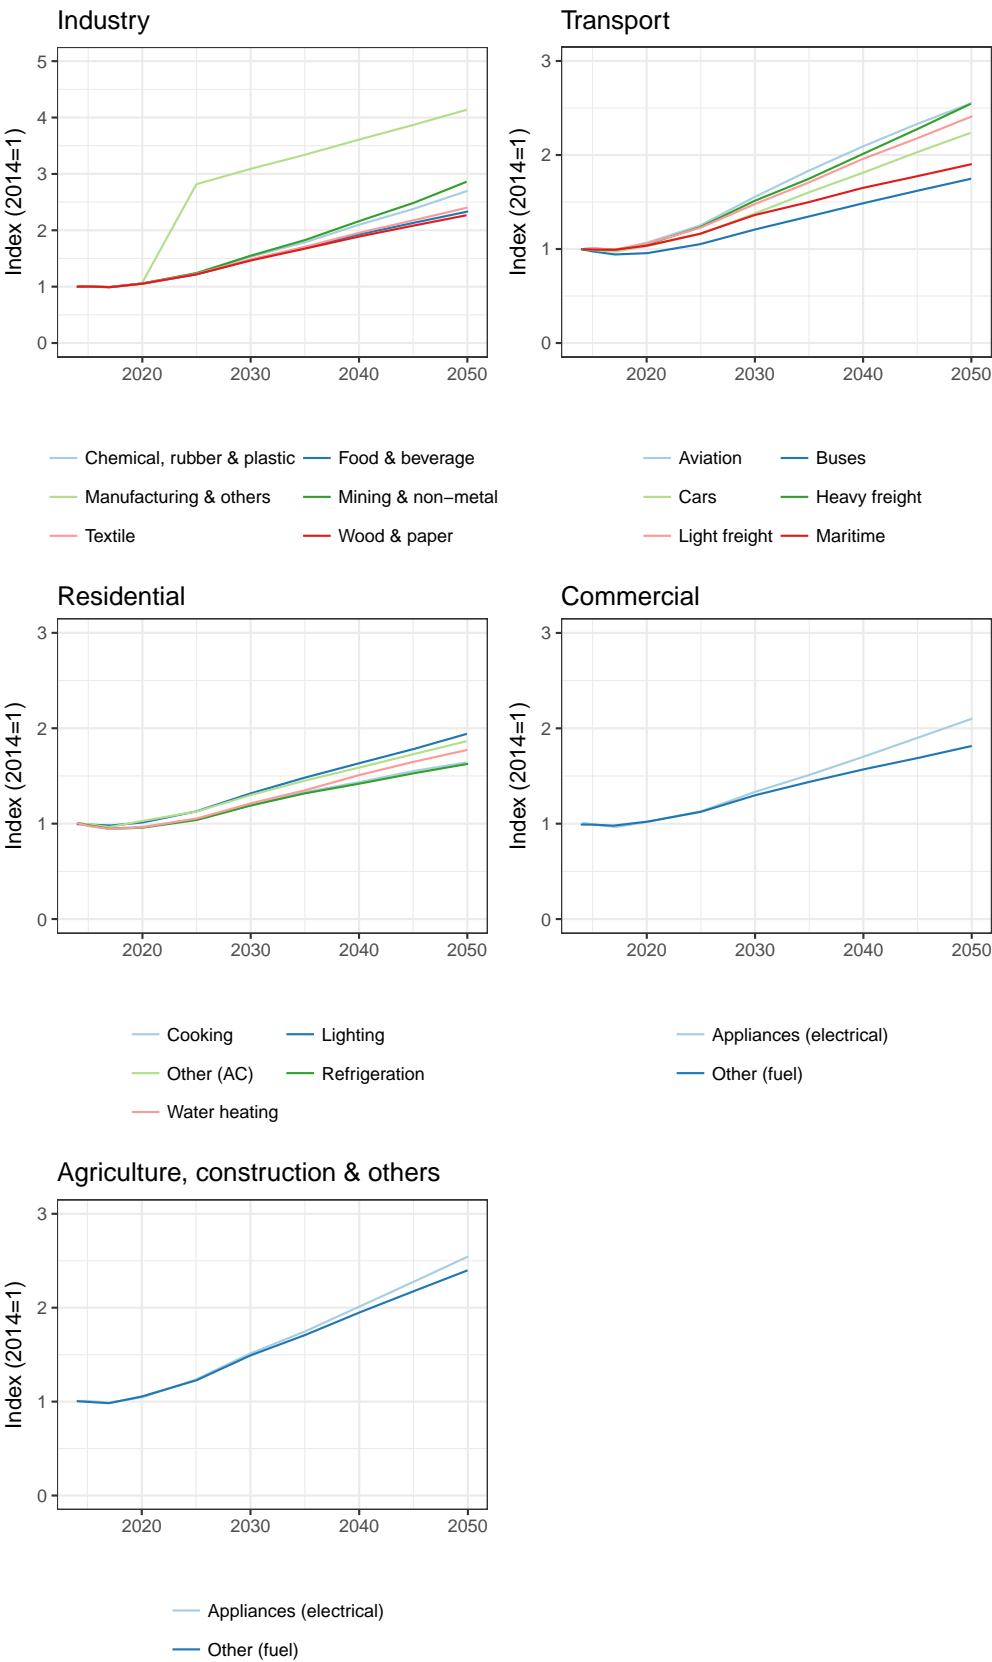 Industry
Index (2014=1)
5
4
3
2
1
0
2020 2030 2040 2050
Chemical, rubber & plastic Food & beverage
Manufacturing & others Mining & non−metal
Textile Wood & paper
Transport
Index (2014=1)
3
2
1
0
2020 2030 2040 2050
Aviation Buses
Cars Heavy freight
Light freight Maritime
Residential
Index (2014=1)
3
2
1
0
2020 2030 2040 2050
Cooking Lighting
Other (AC) Refrigeration
Water heating
Commercial
Index (2014=1)
3
2
1
0
2020 2030 2040 2050
Appliances (electrical)
Other (fuel)
Agriculture, construction & others
Index (2014=1)
3
2
1
0
2020 2030 2040 2050
Appliances (electrical)
Other (fuel)